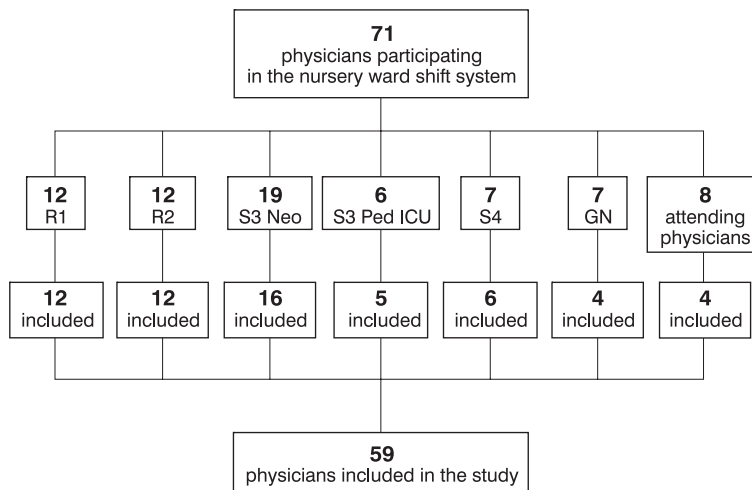 71
physicians participating
in the nursery ward shift system
12
R1
12
R2
19
S3 Neo
6
S3 Ped ICU
7
S4
7
GN
8
attending
physicians
12
included
12
included
16
included
5
included
6
included
4
included
4
included
59
physicians included in the study